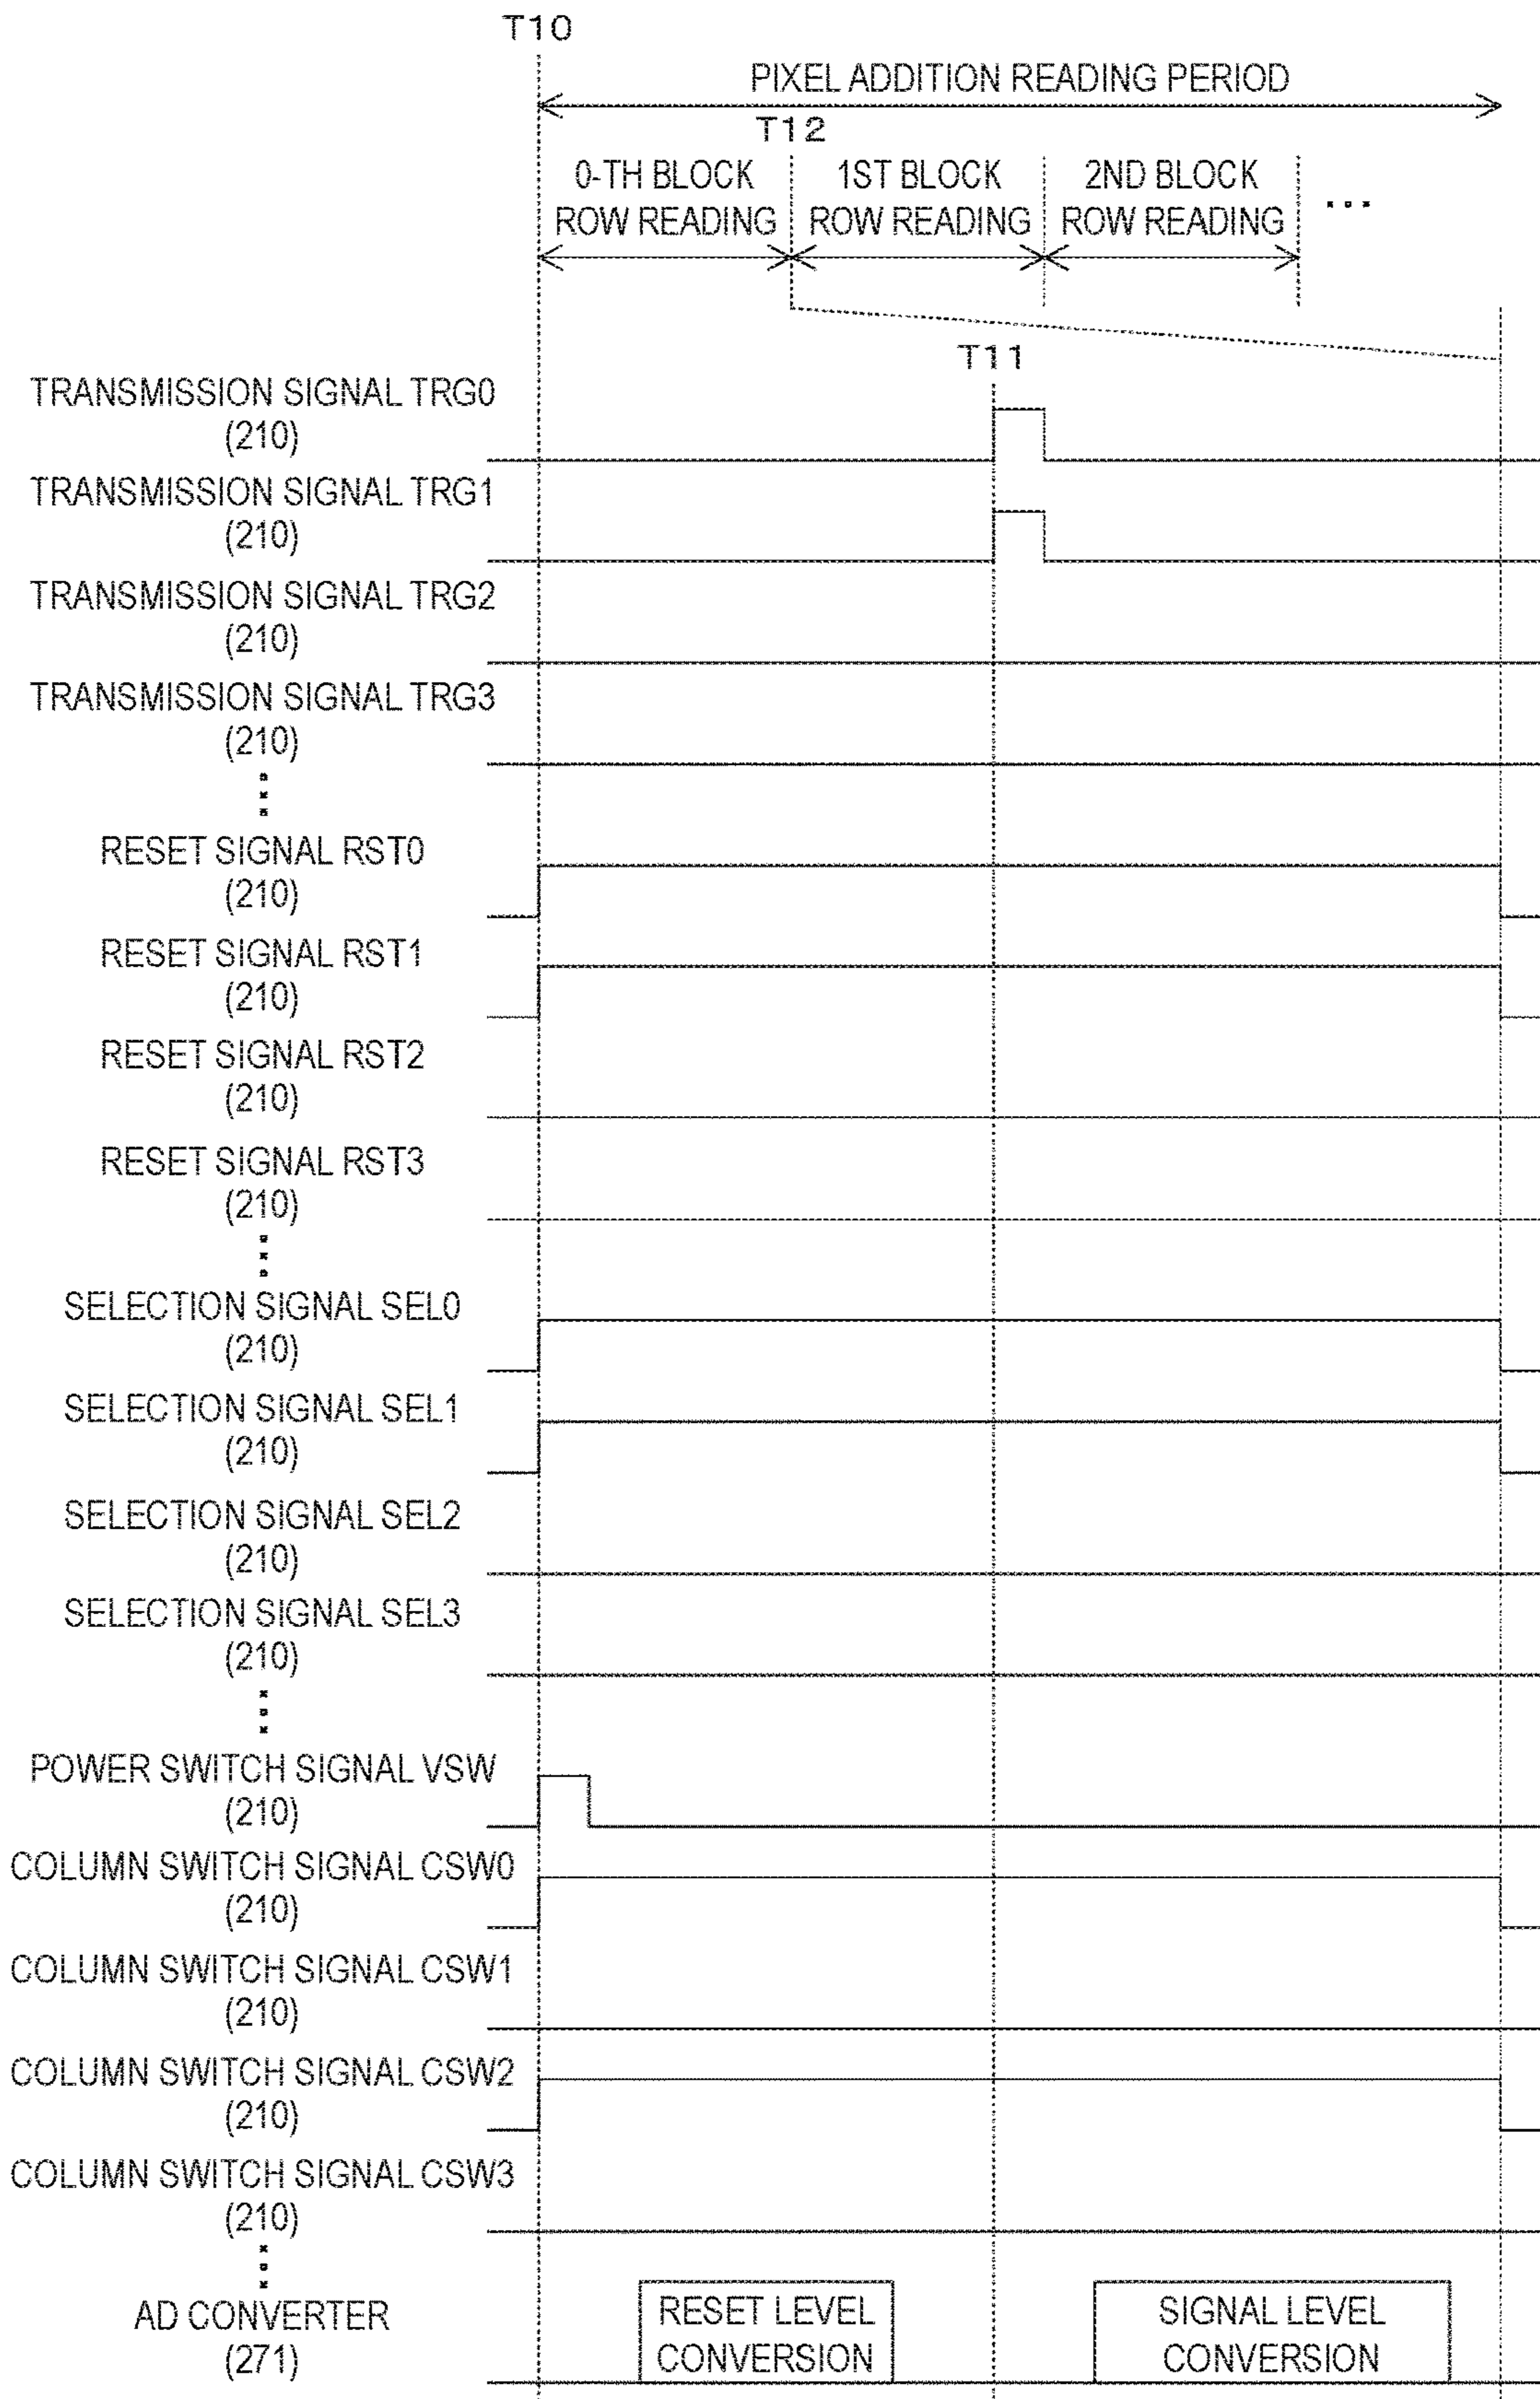 T10
PIXEL ADDITION READING PERIOD
T12
0-TH BLOCK
ROW READING
1ST BLOCK
ROW READING
2ND BLOCK
ROW READING
...
T11
TRANSMISSION SIGNAL TRG0
(210)
TRANSMISSION SIGNAL TRG1
(210)
TRANSMISSION SIGNAL TRG2
(210)
TRANSMISSION SIGNAL TRG3
(210)
RESET SIGNAL RST0
(210)
RESET SIGNAL RST1
(210)
RESET SIGNAL RST2
(210)
RESET SIGNAL RST3
(210)
SELECTION SIGNAL SEL0
(210)
SELECTION SIGNAL SEL1
(210)
SELECTION SIGNAL SEL2
(210)
SELECTION SIGNAL SEL3
(210)
POWER SWITCH SIGNAL VSW
(210)
COLUMN SWITCH SIGNAL CSW0
(210)
COLUMN SWITCH SIGNAL CSW1
(210)
COLUMN SWITCH SIGNAL CSW2
(210)
COLUMN SWITCH SIGNAL CSW3
(210)
AD CONVERTER
(271)
RESET LEVEL
CONVERSION
SIGNAL LEVEL
CONVERSION